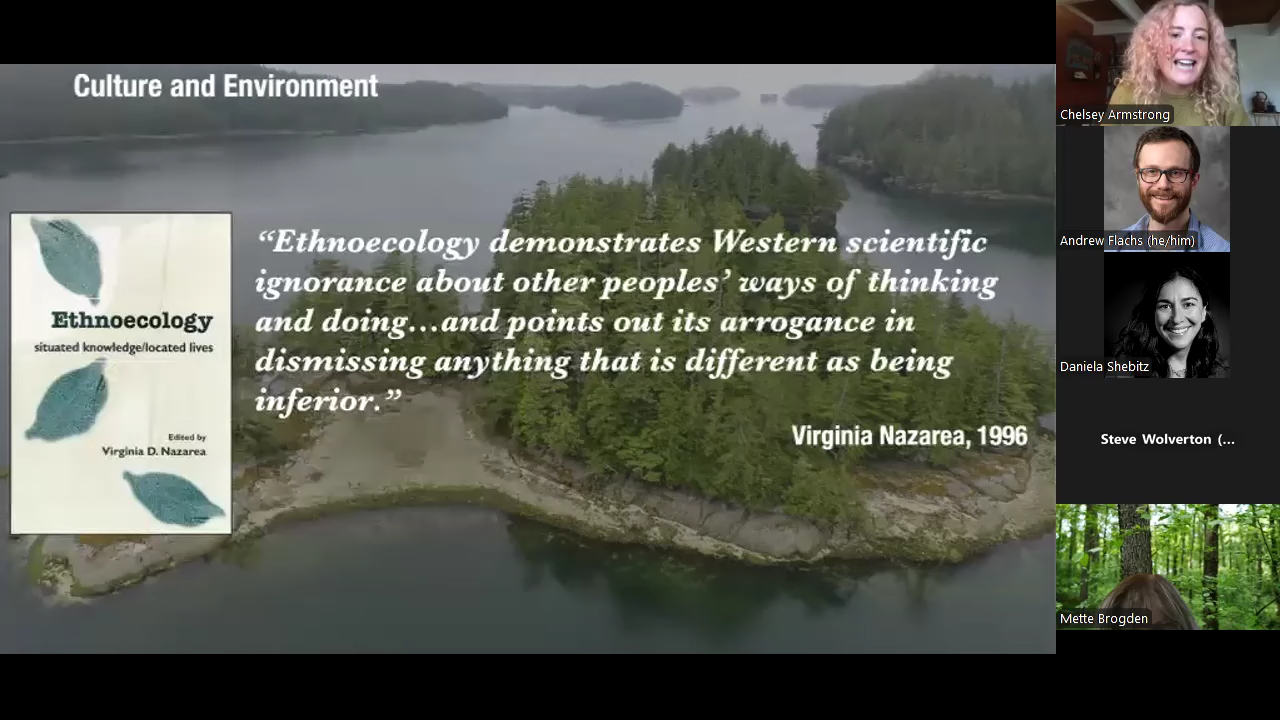 Culture and Environment
Ethnoecology
situated knowledge/located lives
Edited by
Virginia D. Nazarea
“Ethnoecology demonstrates Western scientific
ignorance about other peoples’ ways of thinking
and doing...and points out its arrogance in
dismissing anything that is different as being
inferior.”
Virginia Nazarea, 1996
Chelsey Armstrong
Andrew Flachs (he/him)
Daniela Shebitz
Steve Wolverton (...
Mette Brogden